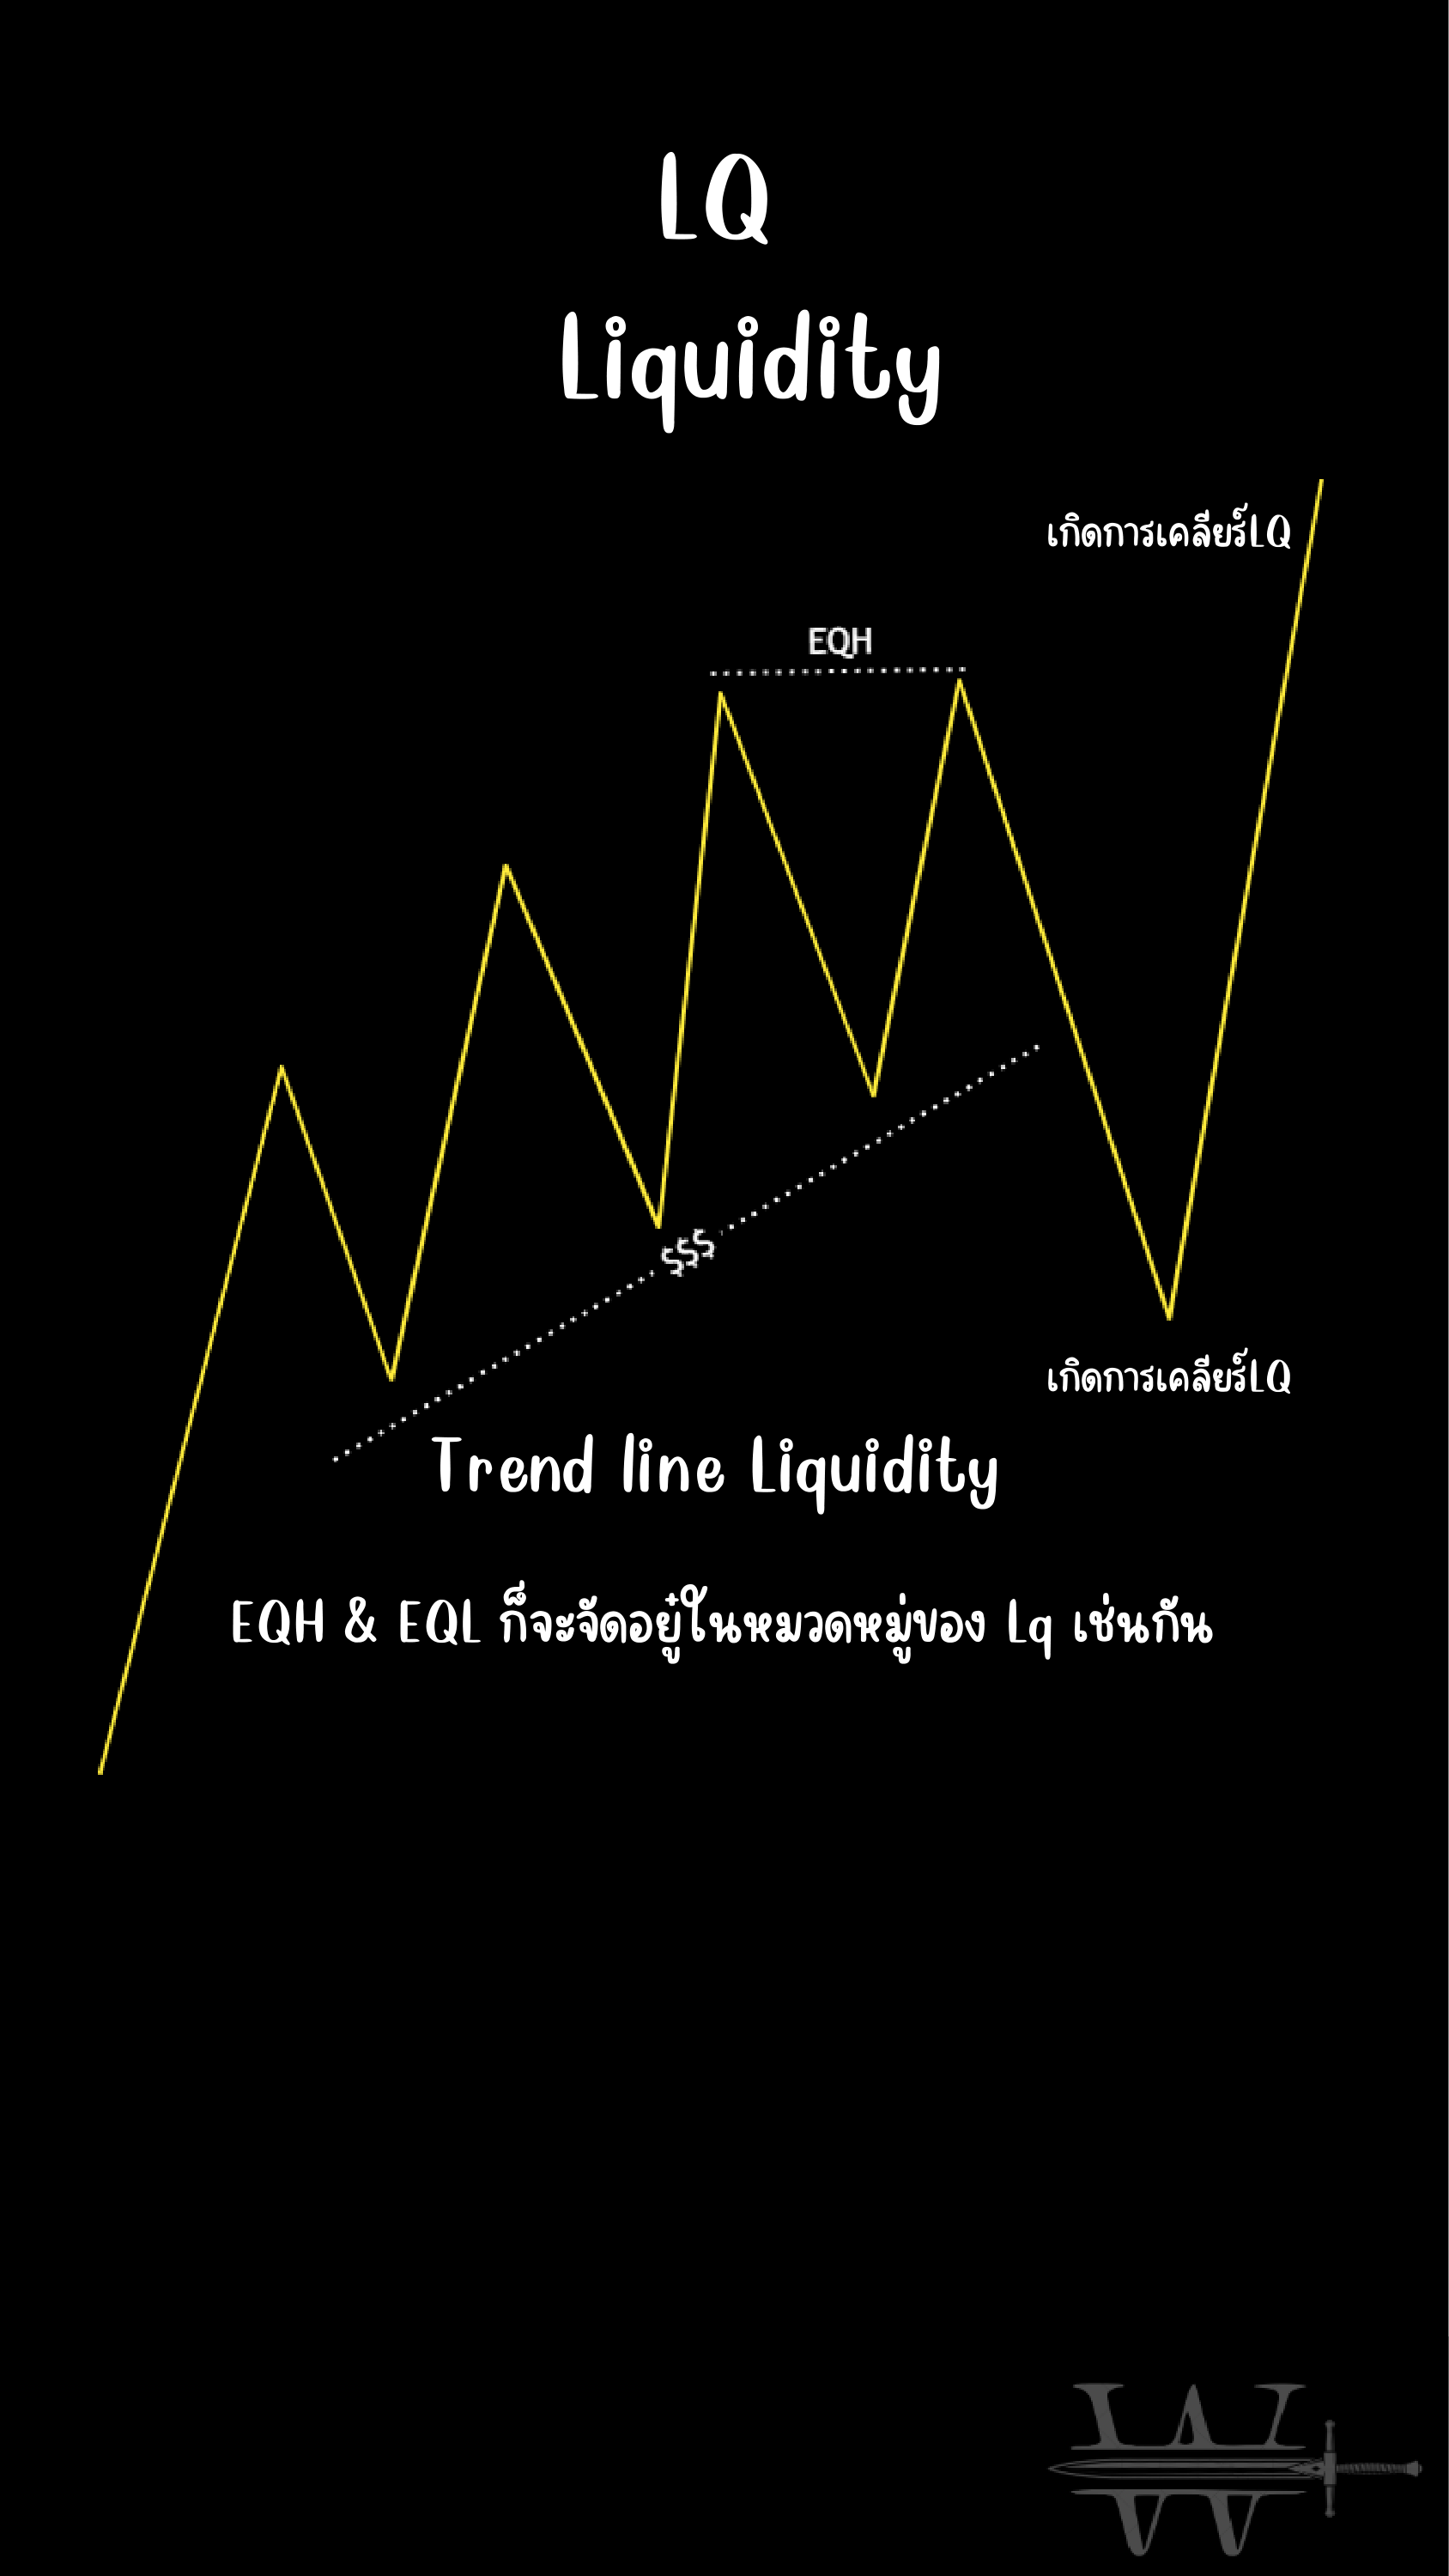 LQ
Liquidity
เกิดการเคลียร์LQ
EQH
$$$
เกิดการเคลียร์LQ
Trend line Liquidity
EQH & EQL ก็จะจัดอยู๋ในหมวดหมู่ของ Lq เช่นกัน
W